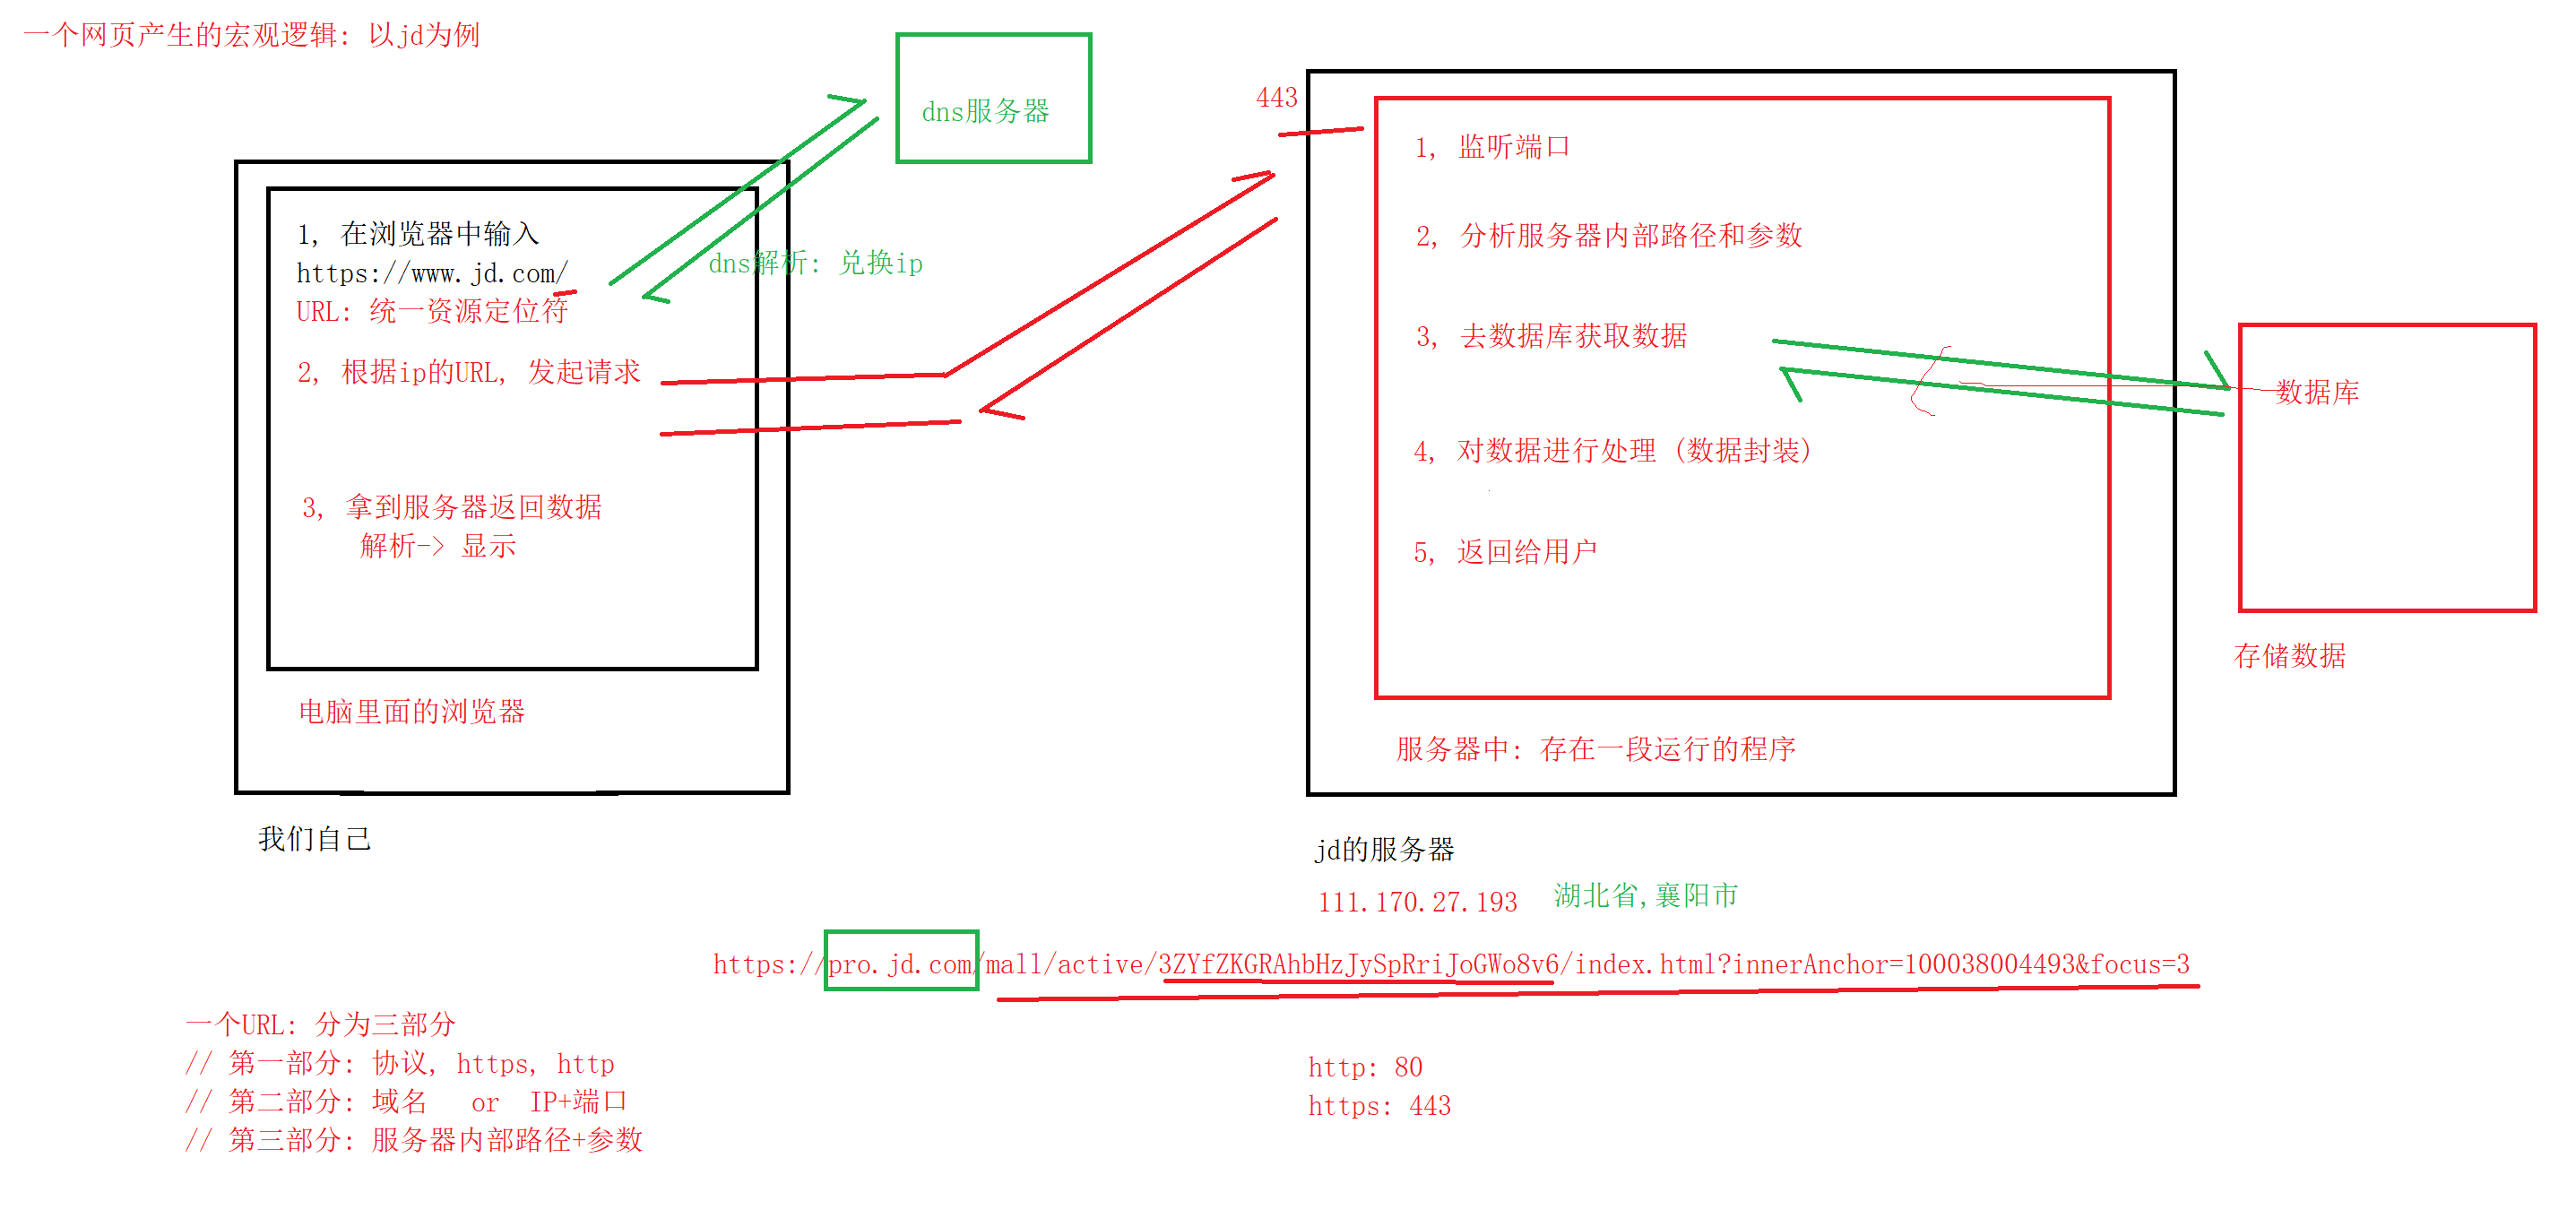 一个网页产生的宏观逻辑: 以jd为例
dns服务器
443
1, 在浏览器中输入
https://www.jd.com/
URL: 统一资源定位符
dns解析: 兑换ip
2, 根据ip的URL, 发起请求
3, 拿到服务器返回数据
解析-> 显示
电脑里面的浏览器
我们自己
1, 监听端口
2, 分析服务器内部路径和参数
3, 去数据库获取数据
4, 对数据进行处理 (数据封装)
5, 返回给用户
服务器中: 存在一段运行的程序
数据库
存储数据
jd的服务器
111.170.27.193 湖北省,襄阳市
https://pro.jd.com/mall/active/3ZYfZKGRAhbHzJySpRriJoGWo8v6/index.html?innerAnchor=100038004493&focus=3
一个URL: 分为三部分
// 第一部分: 协议, https, http
// 第二部分: 域名 or IP+端口
// 第三部分: 服务器内部路径+参数
http: 80
https: 443